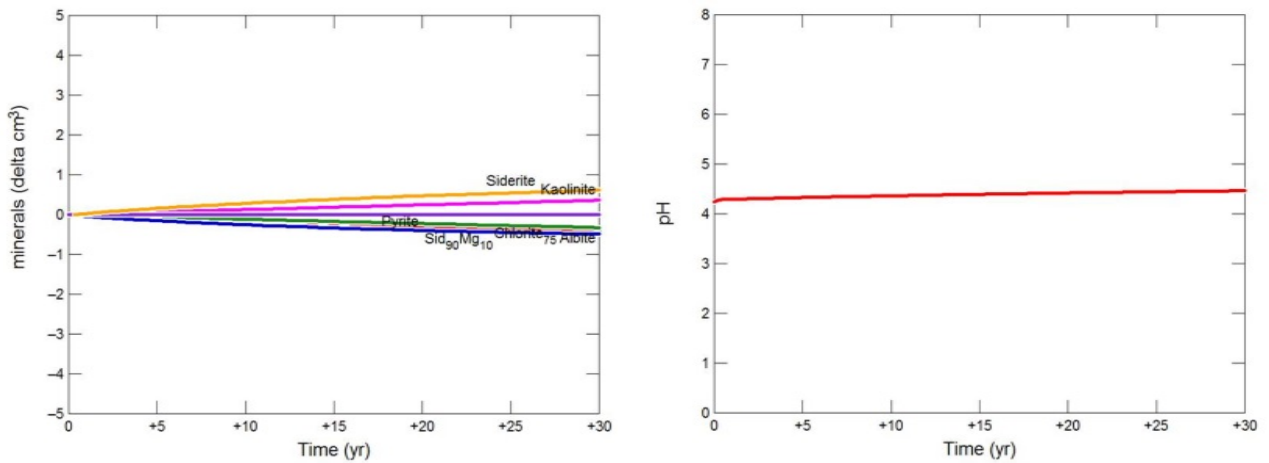 minerals (delta cm³)
5
4
3
2
1
0
–1
–2
–3
–4
–5
Siderite
Kaolinite
Pyrite
Sid₉₀Mg₁₀ Chlorite₇₅ Albite
0 +5 +10 +15 +20 +25 +30
Time (yr)
pH
8
7
6
5
4
3
2
1
0
0 +5 +10 +15 +20 +25 +30
Time (yr)